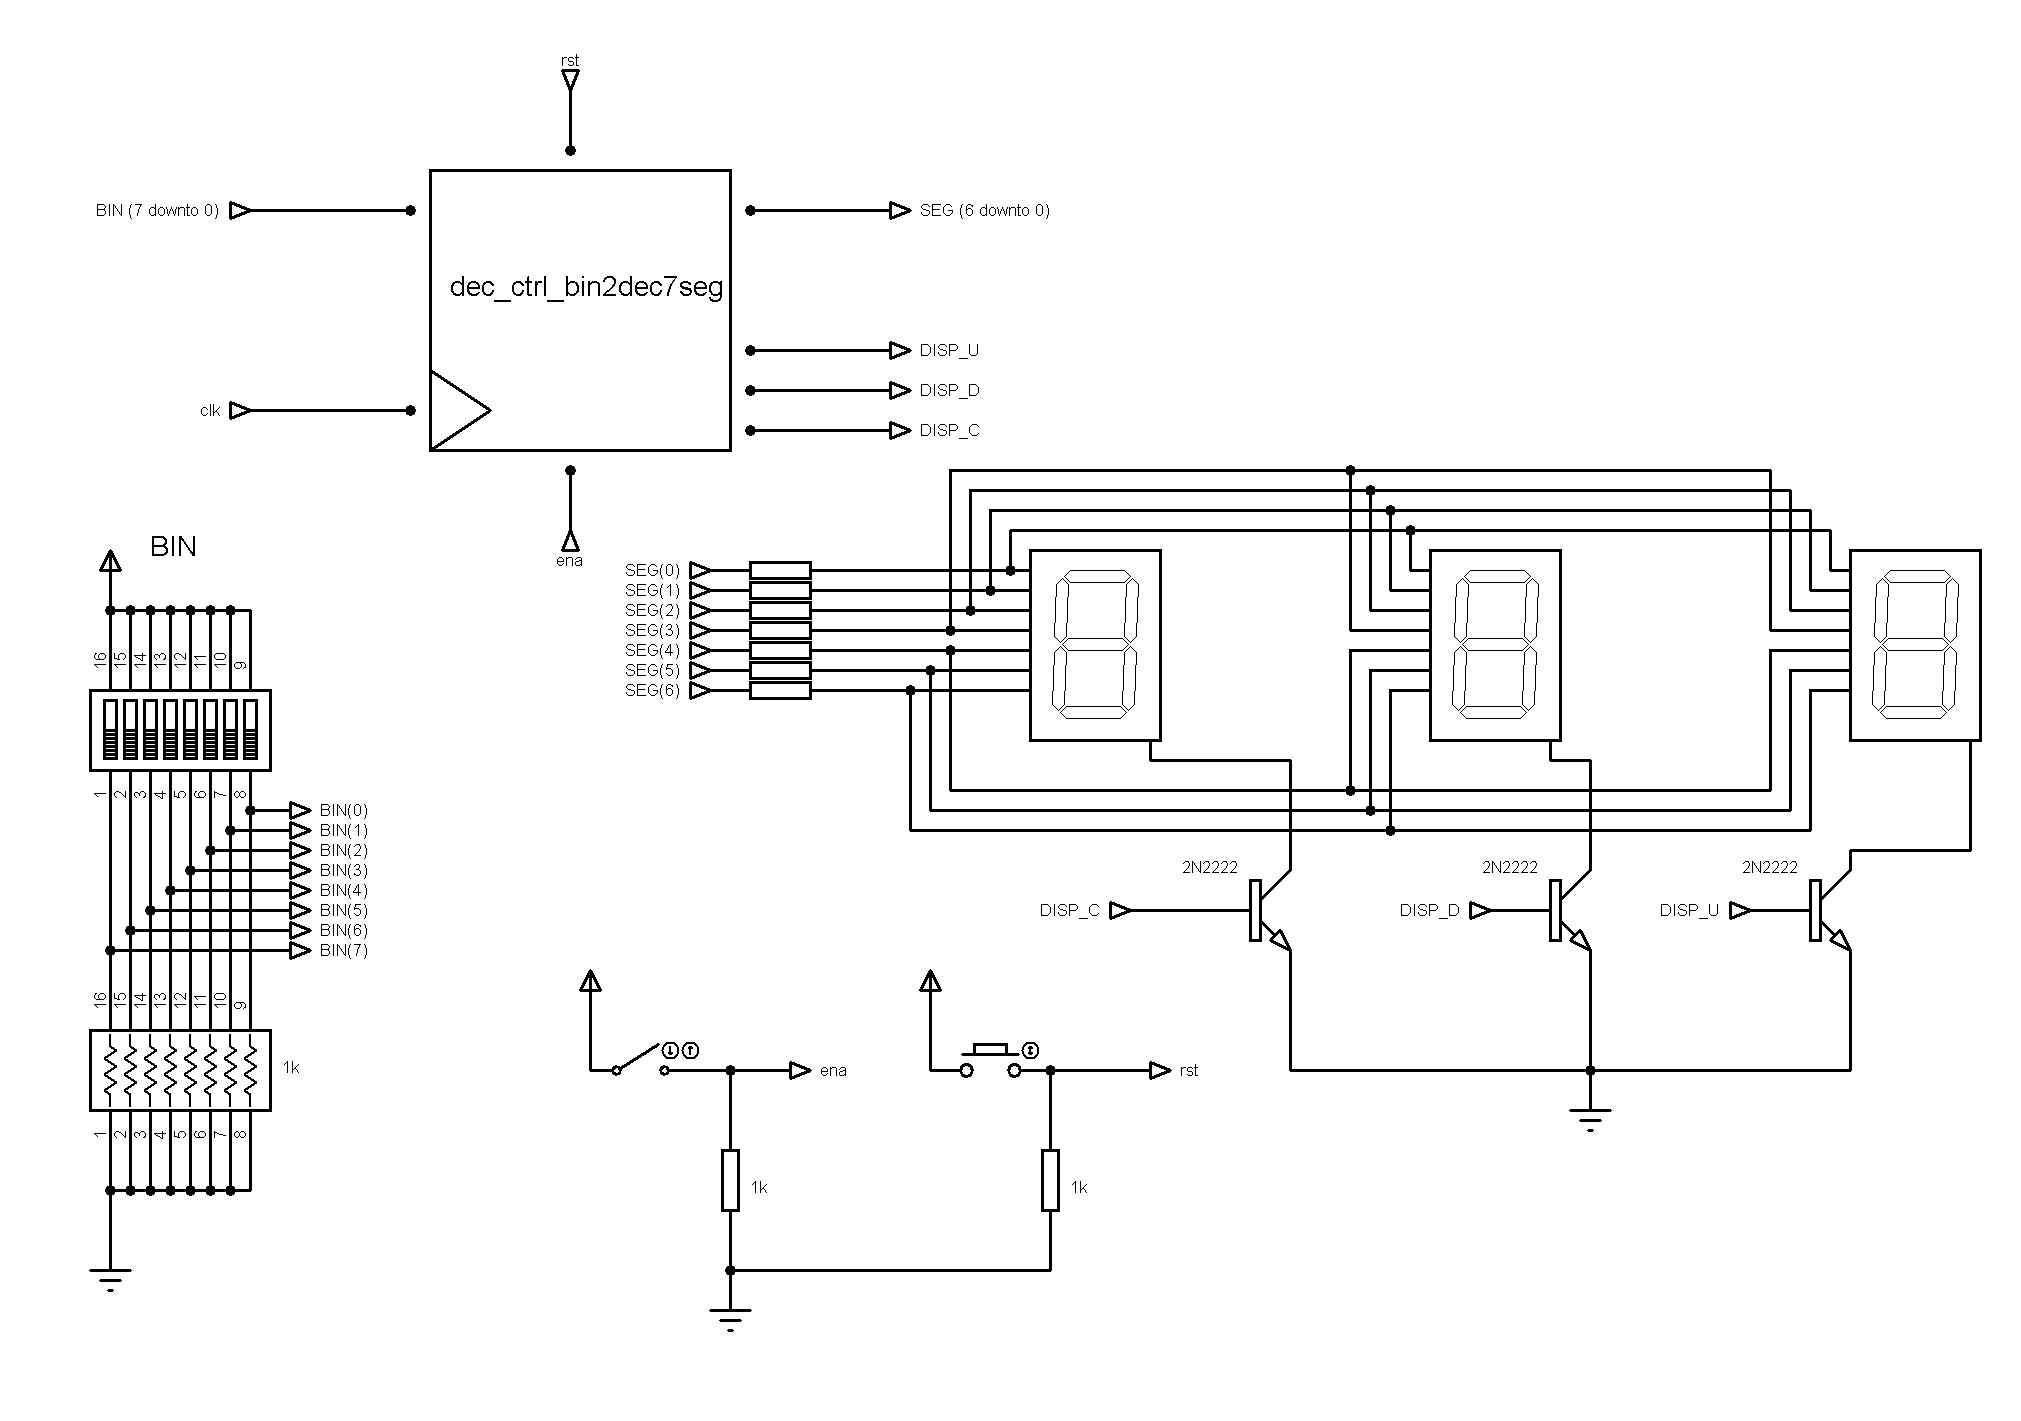 rst
BIN (7 downto 0)
SEG (6 downto 0)
dec_ctrl_bin2dec7seg
DISP_U
DISP_D
clk
DISP_C
ena
BIN
SEG(0)
SEG(1)
SEG(2)
SEG(3)
SEG(4)
SEG(5)
SEG(6)
16 15 14 13 12 11 10 9
1 2 3 4 5 6 7 8
BIN(0)
BIN(1)
BIN(2)
BIN(3)
BIN(4)
BIN(5)
BIN(6)
BIN(7)
16 15 14 13 12 11 10 9
1k
1 2 3 4 5 6 7 8
2N2222
2N2222
2N2222
DISP_C
DISP_D
DISP_U
ena
rst
1k
1k